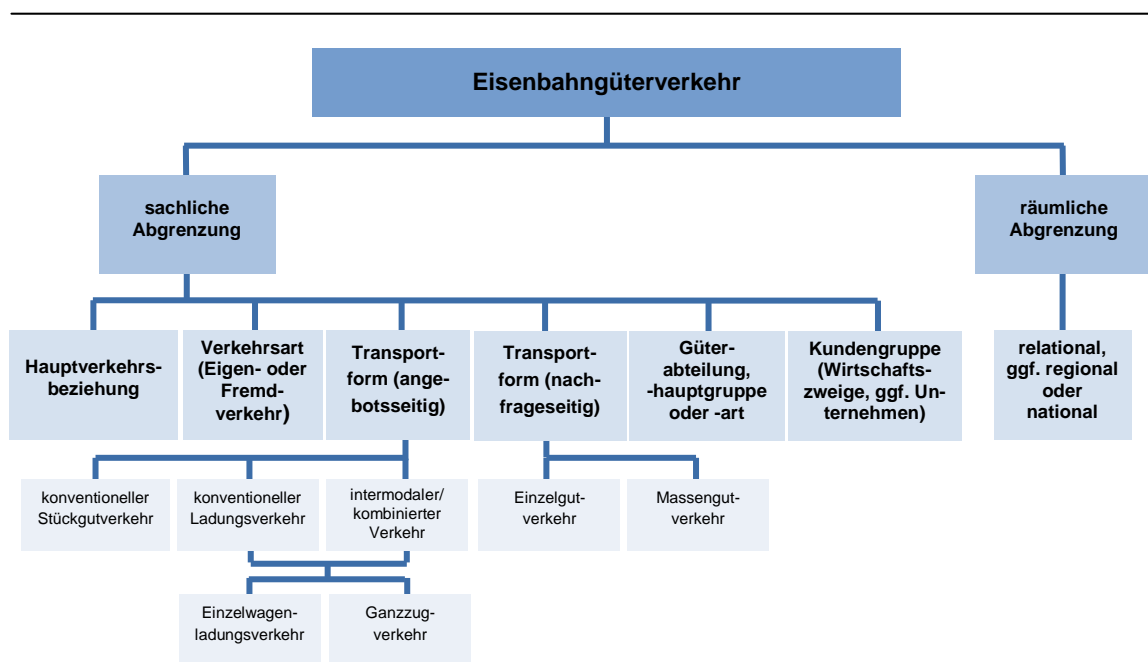 Eisenbahngüterverkehr
sachliche
Abgrenzung
räumliche
Abgrenzung
Hauptverkehrs-
beziehung
Verkehrsart
(Eigen- oder
Fremd-
verkehr)
Transport-
form (ange-
botsseitig)
Transport-
form (nach-
frageseitig)
Güter-
abteilung,
-hauptgruppe
oder -art
Kundengruppe
(Wirtschafts-
zweige, ggf. Un-
ternehmen)
relational,
ggf. regional
oder
national
konventioneller
Stückgutverkehr
konventioneller
Ladungsverkehr
intermodaler/
kombinierter
Verkehr
Einzelgut-
verkehr
Massengut-
verkehr
Einzelwagen-
ladungsverkehr
Ganzzug-
verkehr